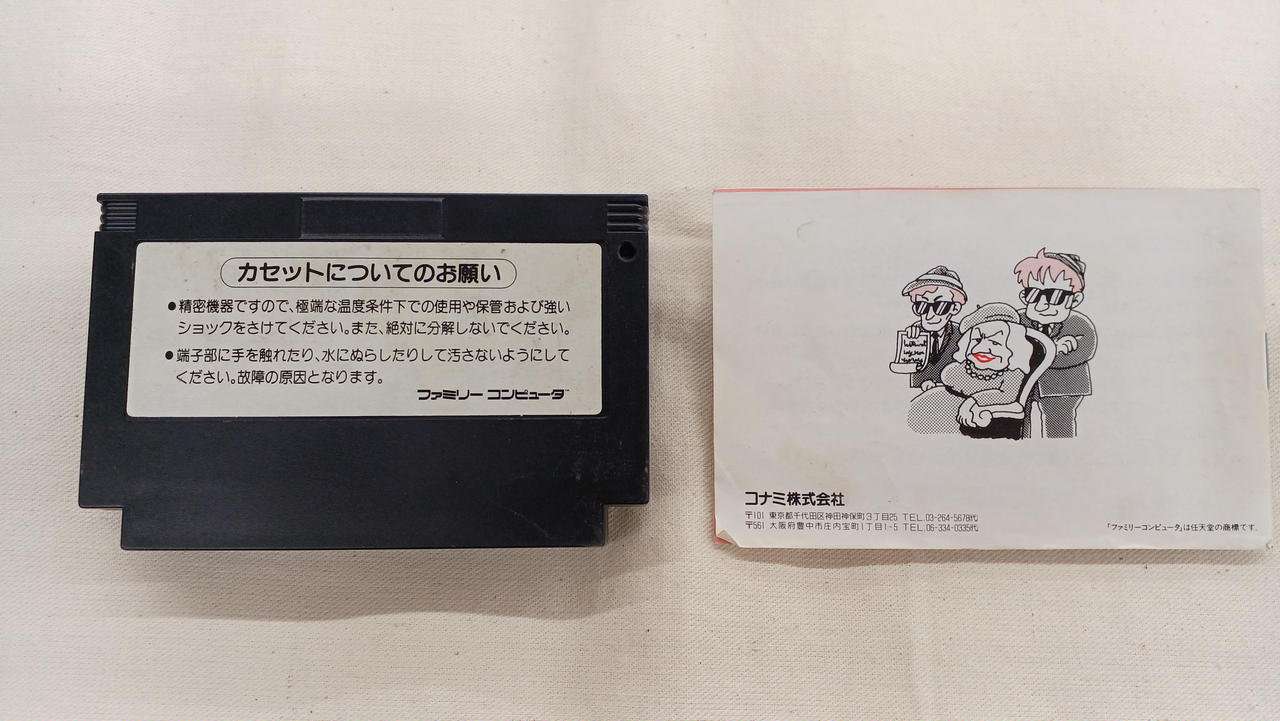 カセットについてのお願い
●精密機器ですので、極端な温度条件下での使用や保管および強い
ショックをさけてください。また、絶対に分解しないでください。
●端子部に手を触れたり、水にぬらしたりして汚さないようにして
ください。故障の原因となります。
ファミリー コンピュータ™
コナミ株式会社
〒101 東京都千代田区神田神保町3丁目25 TEL.03-264-5678代
〒561 大阪府豊中市庄内宝町1丁目1-5 TEL.06-334-0335代
「ファミリーコンピュータ」は任天堂の商標です。